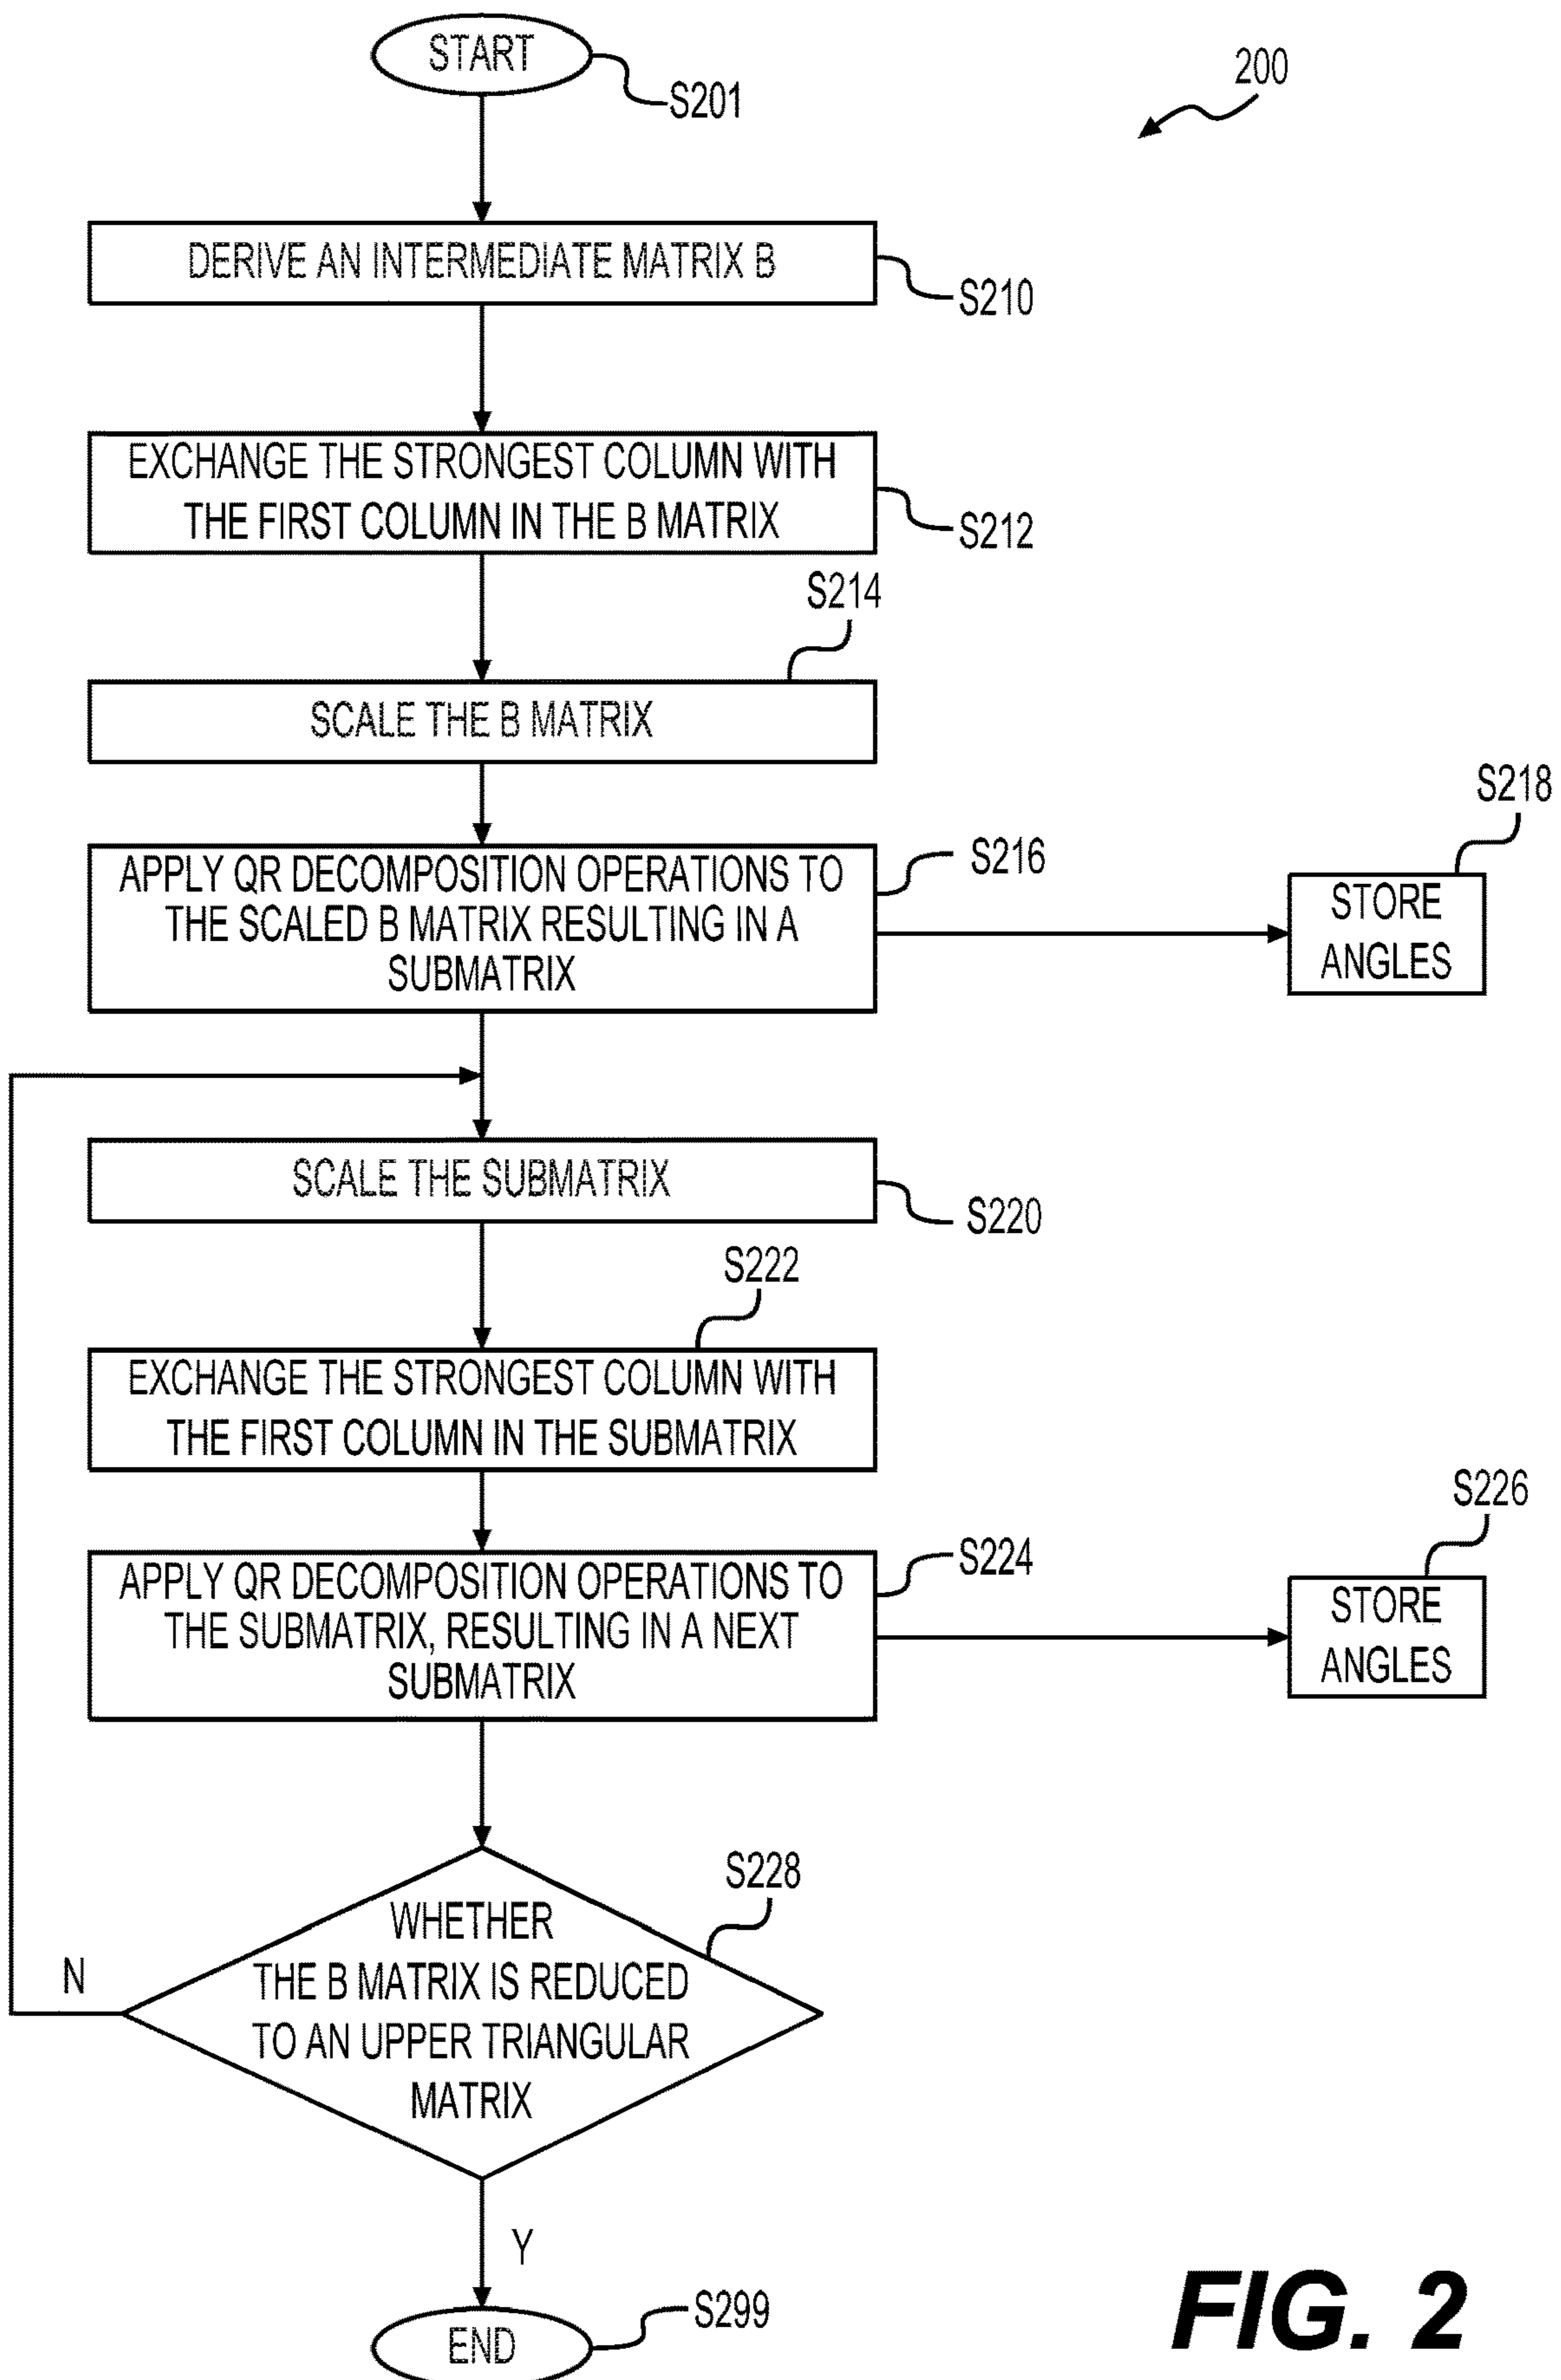 START
S201
200
DERIVE AN INTERMEDIATE MATRIX B
S210
EXCHANGE THE STRONGEST COLUMN WITH
THE FIRST COLUMN IN THE B MATRIX
S212
S214
SCALE THE B MATRIX
APPLY QR DECOMPOSITION OPERATIONS TO
THE SCALED B MATRIX RESULTING IN A
SUBMATRIX
S216
S218
STORE
ANGLES
SCALE THE SUBMATRIX
S220
S222
EXCHANGE THE STRONGEST COLUMN WITH
THE FIRST COLUMN IN THE SUBMATRIX
APPLY QR DECOMPOSITION OPERATIONS TO
THE SUBMATRIX, RESULTING IN A NEXT
SUBMATRIX
S224
S226
STORE
ANGLES
S228
WHETHER
THE B MATRIX IS REDUCED
TO AN UPPER TRIANGULAR
MATRIX
N
Y
END
S299
FIG. 2